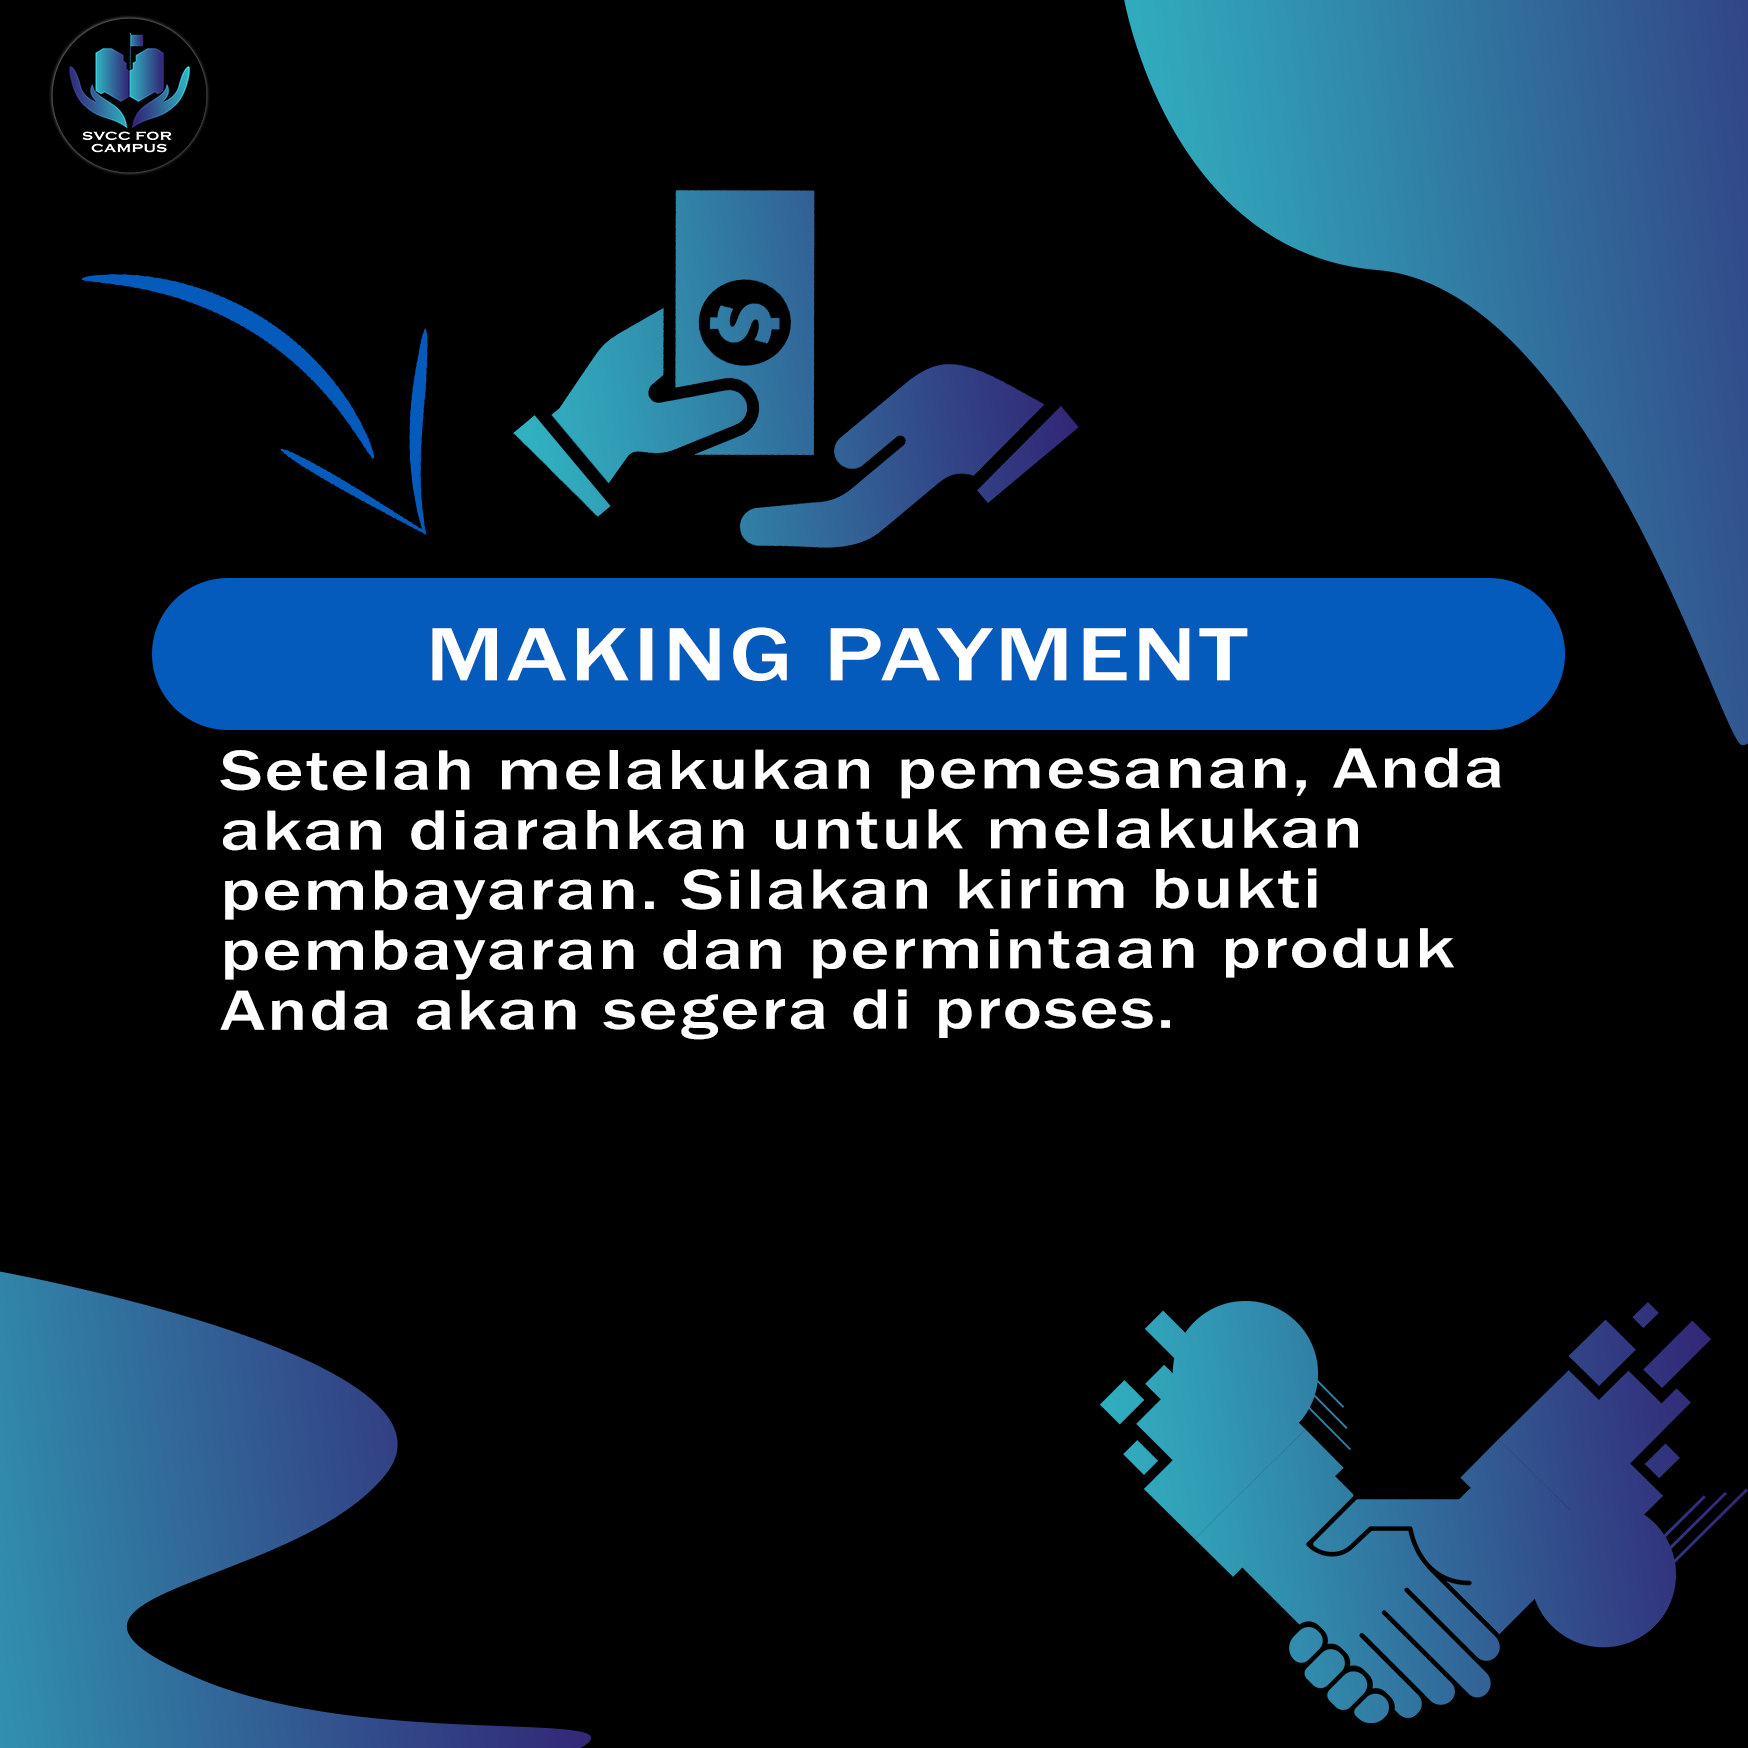 SVCC FOR
CAMPUS
MAKING PAYMENT
Setelah melakukan pemesanan, Anda
akan diarahkan untuk melakukan
pembayaran. Silakan kirim bukti
pembayaran dan permintaan produk
Anda akan segera di proses.